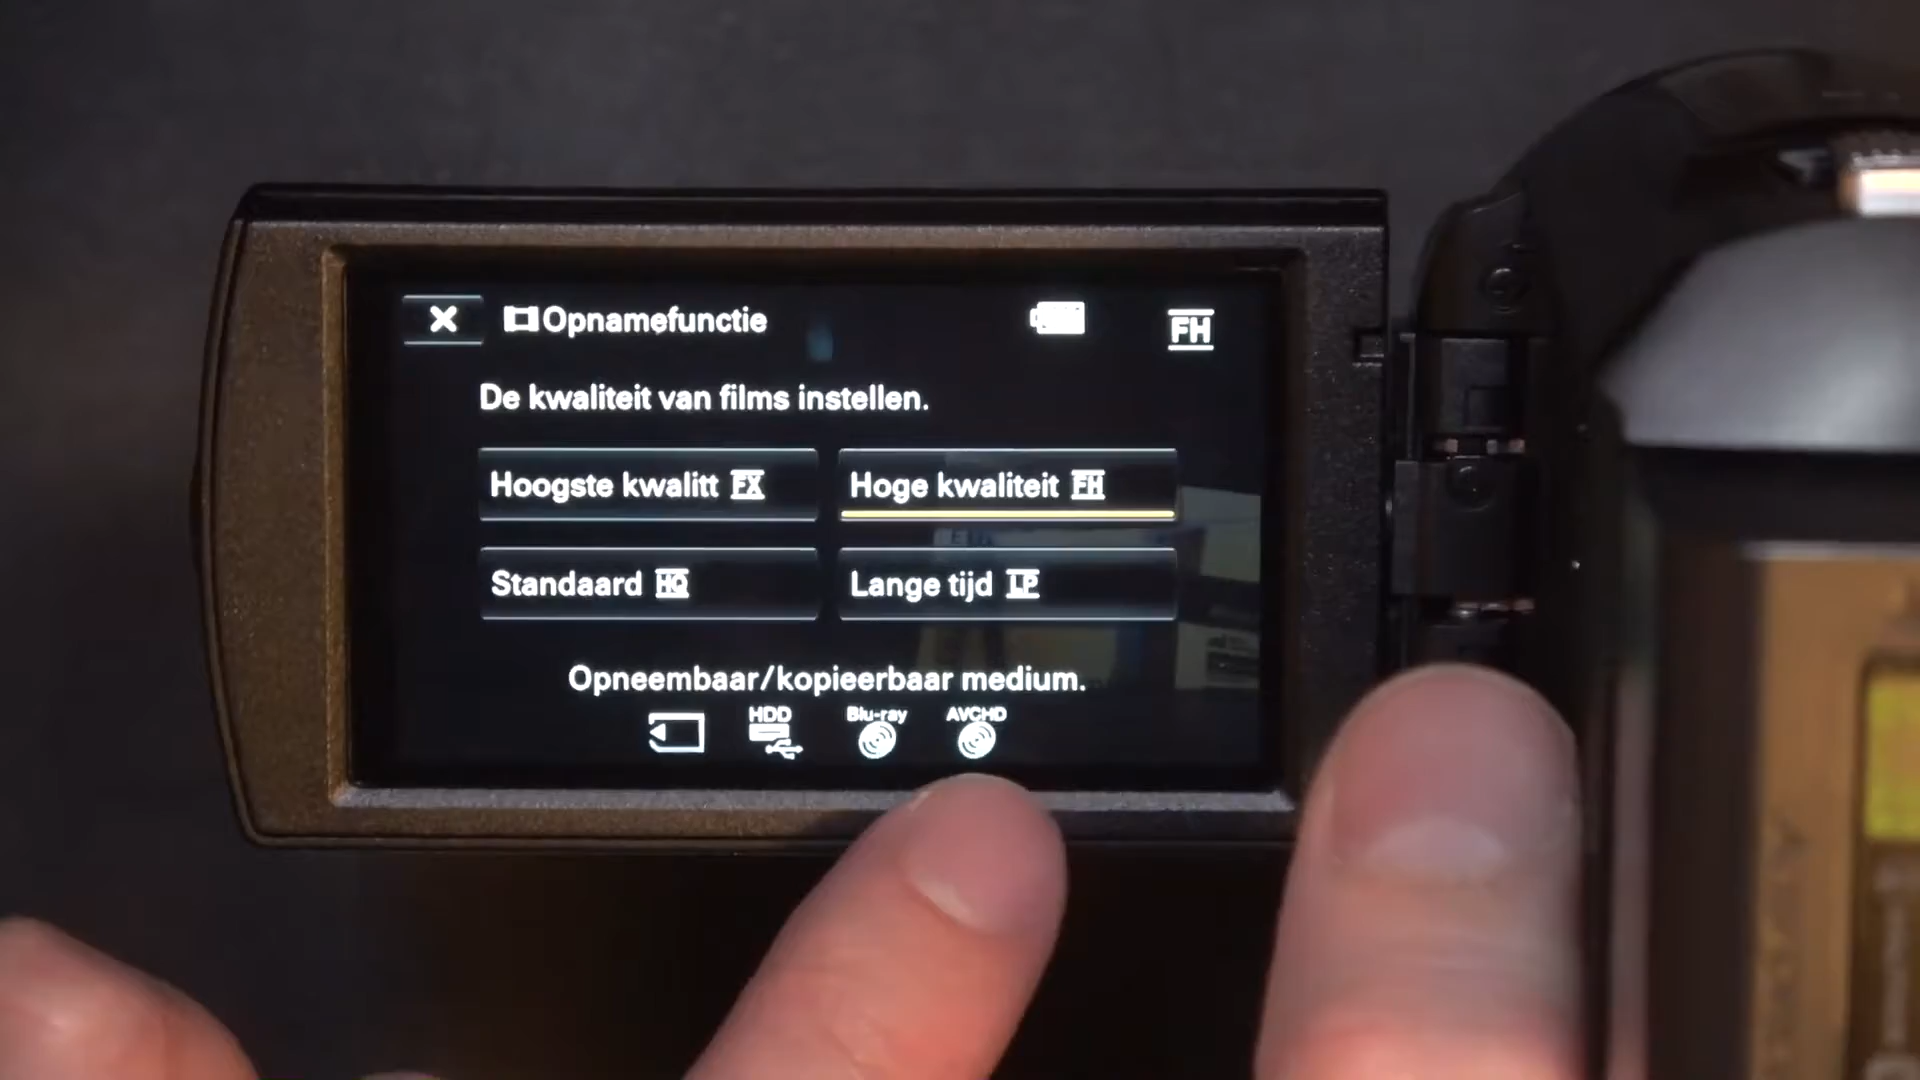 Opnamefunctie
FH
De kwaliteit van films instellen.
Hoogste kwalitt FX
Hoge kwaliteit FH
Standaard HQ
Lange tijd LP
Opneembaar/kopieerbaar medium.
HDD
Blu-ray
AVCHD